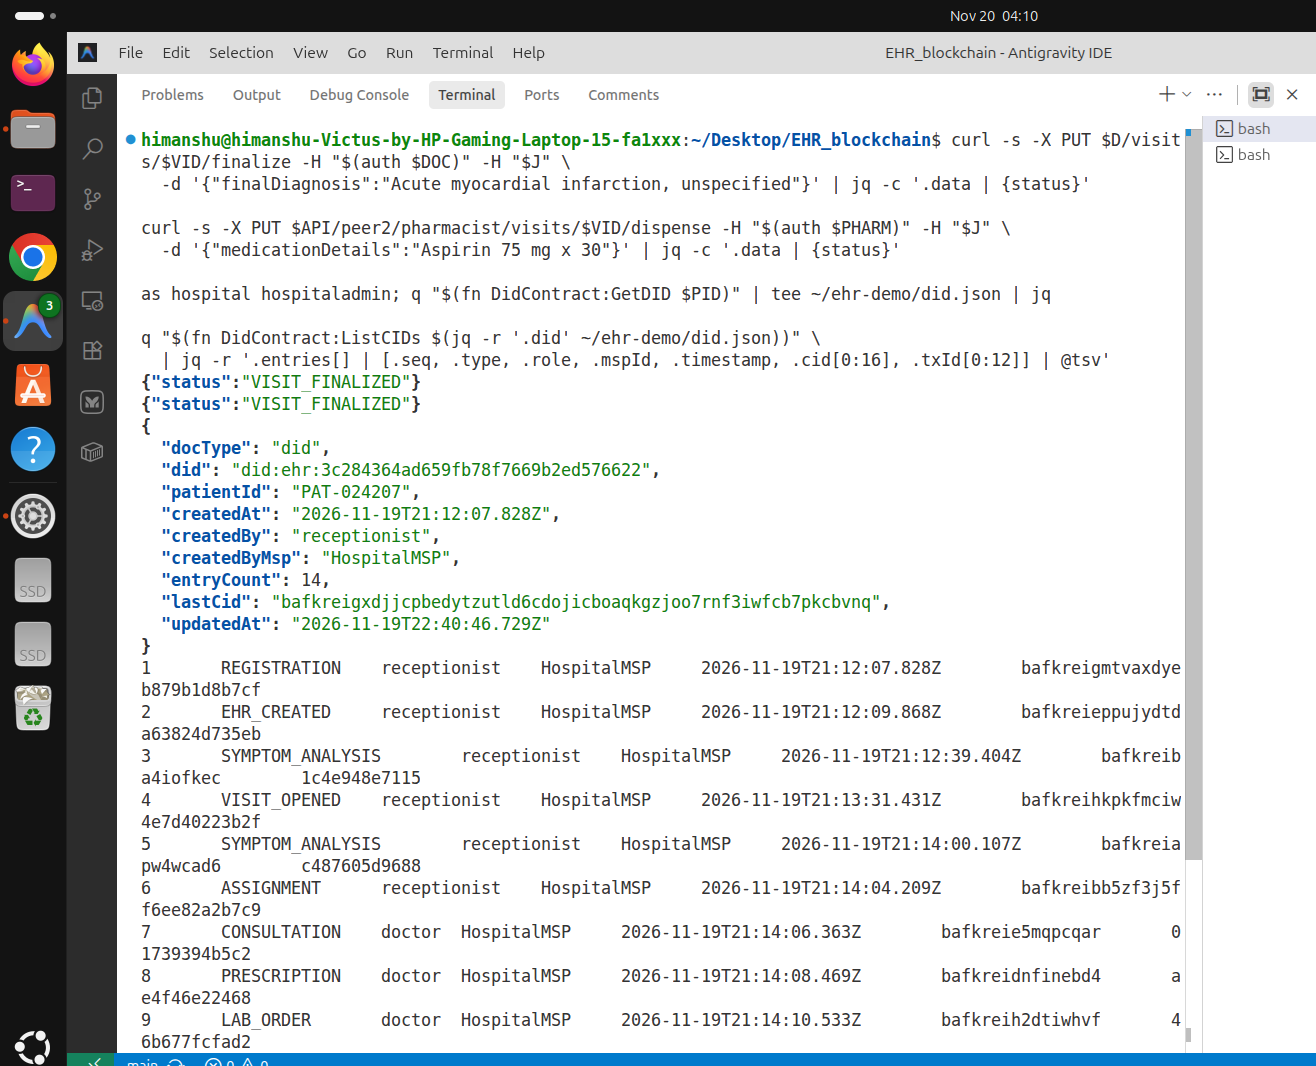 Nov 20 04:10
File Edit Selection View Go Run Terminal Help
EHR_blockchain - Antigravity IDE
Problems Output Debug Console Terminal Ports Comments
bash
bash
3
SSD
SSD
himanshu@himanshu-Victus-by-HP-Gaming-Laptop-15-fa1xxx:~/Desktop/EHR_blockchain$ curl -s -X PUT $D/visit
s/$VID/finalize -H "$(auth $DOC)" -H "$J" \
-d '{"finalDiagnosis":"Acute myocardial infarction, unspecified"}' | jq -c '.data | {status}'
curl -s -X PUT $API/peer2/pharmacist/visits/$VID/dispense -H "$(auth $PHARM)" -H "$J" \
-d '{"medicationDetails":"Aspirin 75 mg x 30"}' | jq -c '.data | {status}'
as hospital hospitaladmin; q "$(fn DidContract:GetDID $PID)" | tee ~/ehr-demo/did.json | jq
q "$(fn DidContract:ListCIDs $(jq -r '.did' ~/ehr-demo/did.json))" \
| jq -r '.entries[] | [.seq, .type, .role, .mspId, .timestamp, .cid[0:16], .txId[0:12]] | @tsv'
{"status":"VISIT_FINALIZED"}
{"status":"VISIT_FINALIZED"}
{
"docType": "did",
"did": "did:ehr:3c284364ad659fb78f7669b2ed576622",
"patientId": "PAT-024207",
"createdAt": "2026-11-19T21:12:07.828Z",
"createdBy": "receptionist",
"createdByMsp": "HospitalMSP",
"entryCount": 14,
"lastCid": "bafkreigxdjjcpbedytzutld6cdojicboaqkgzjoo7rnf3iwfcb7pkcbvnq",
"updatedAt": "2026-11-19T22:40:46.729Z"
}
1 REGISTRATION receptionist HospitalMSP 2026-11-19T21:12:07.828Z bafkreigmtvaxdye
b879b1d8b7cf
2 EHR_CREATED receptionist HospitalMSP 2026-11-19T21:12:09.868Z bafkreieppujydtd
a63824d735eb
3 SYMPTOM_ANALYSIS receptionist HospitalMSP 2026-11-19T21:12:39.404Z bafkreib
a4iofkec 1c4e948e7115
4 VISIT_OPENED receptionist HospitalMSP 2026-11-19T21:13:31.431Z bafkreihkpkfmciw
4e7d40223b2f
5 SYMPTOM_ANALYSIS receptionist HospitalMSP 2026-11-19T21:14:00.107Z bafkreia
pw4wcad6 c487605d9688
6 ASSIGNMENT receptionist HospitalMSP 2026-11-19T21:14:04.209Z bafkreibb5zf3j5f
f6ee82a2b7c9
7 CONSULTATION doctor HospitalMSP 2026-11-19T21:14:06.363Z bafkreie5mqpcqar 0
1739394b5c2
8 PRESCRIPTION doctor HospitalMSP 2026-11-19T21:14:08.469Z bafkreidnfinebd4 a
e4f46e22468
9 LAB_ORDER doctor HospitalMSP 2026-11-19T21:14:10.533Z bafkreih2dtiwhvf 4
6b677fcfad2
main 0 0